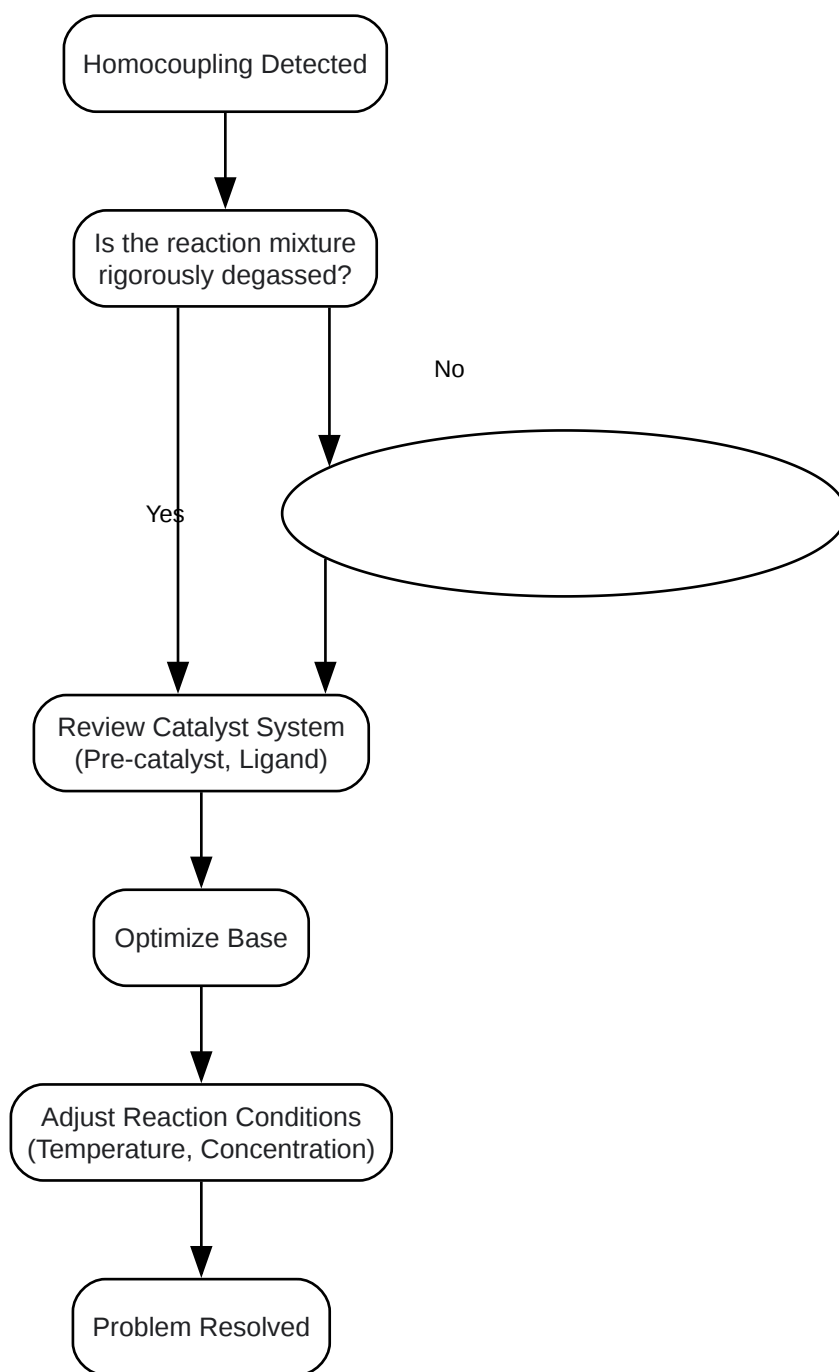 Homocoupling Detected
Is the reaction mixture
rigorously degassed?
No
Yes
Review Catalyst System
(Pre-catalyst, Ligand)
Optimize Base
Adjust Reaction Conditions
(Temperature, Concentration)
Problem Resolved